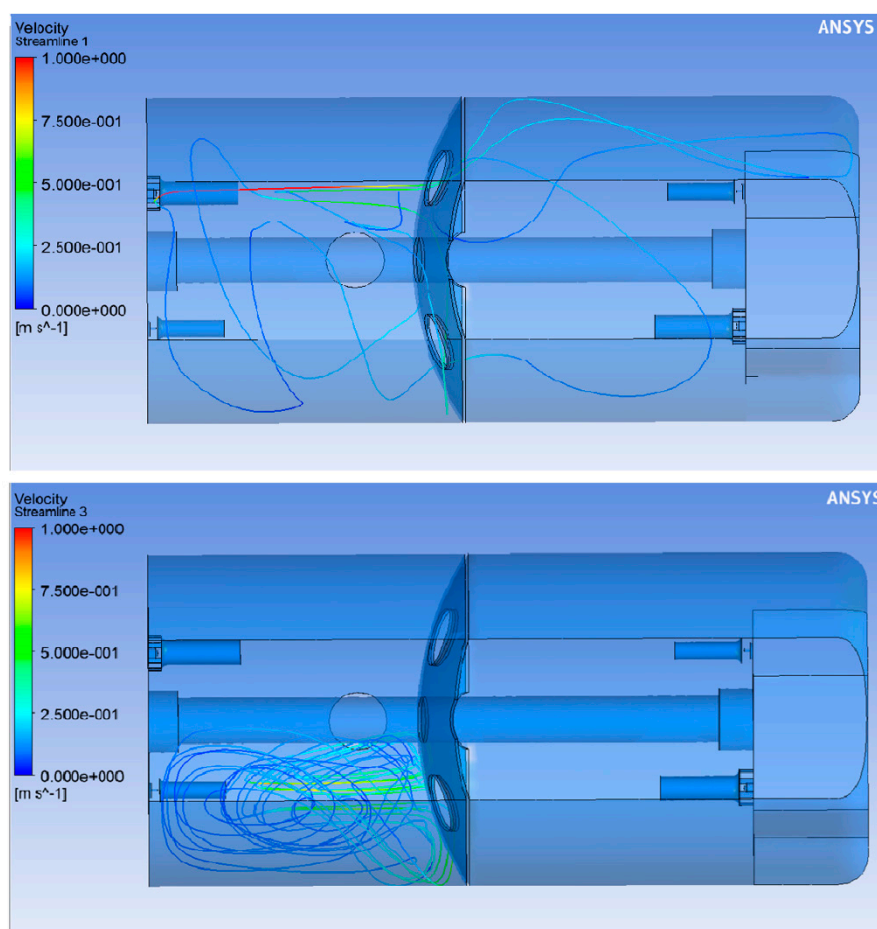 Velocity
Streamline 1
ANSYS
1.000e+000
7.500e-001
5.000e-001
2.500e-001
0.000e+000
[m s^-1]
Velocity
Streamline 3
ANSYS
1.000e+000
7.500e-001
5.000e-001
2.500e-001
0.000e+000
[m s^-1]